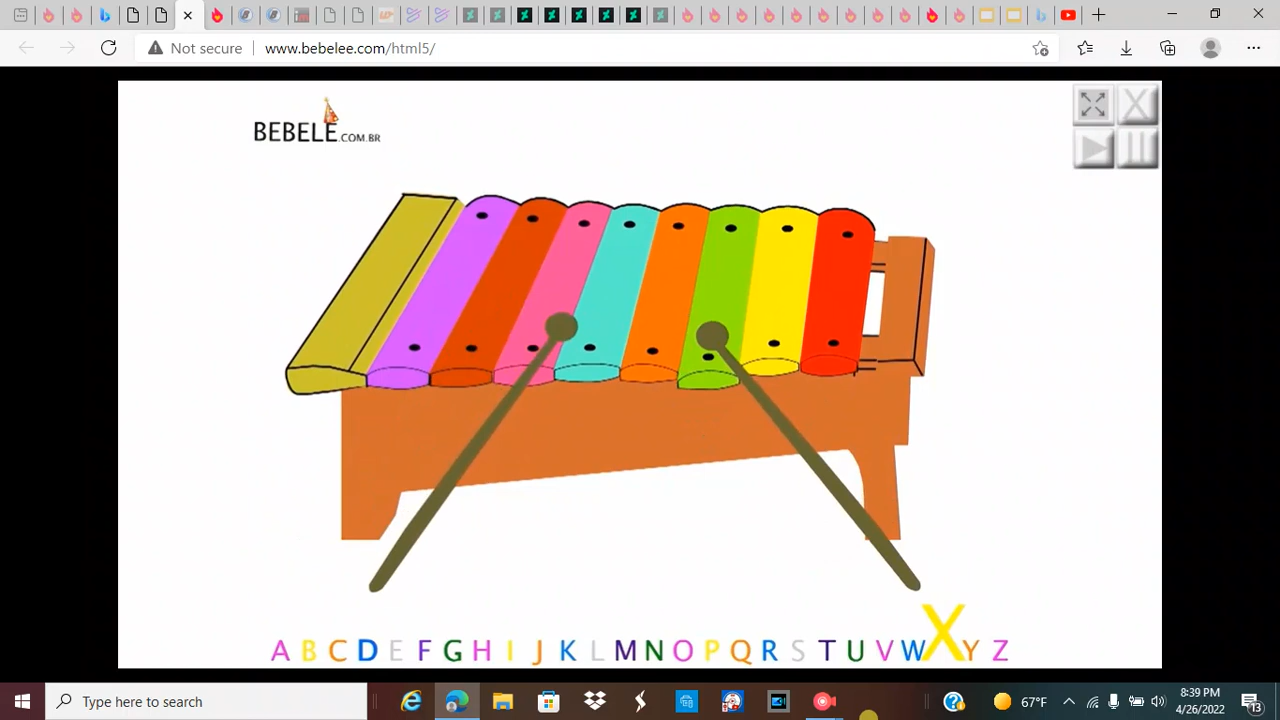 Not secure
www.bebelee.com/html5/
BEBELE.COM.BR
A B C D E F G H I J K L M N O P Q R S T U V W X Y Z
Type here to search
67°F
8:39 PM
4/26/2022
13